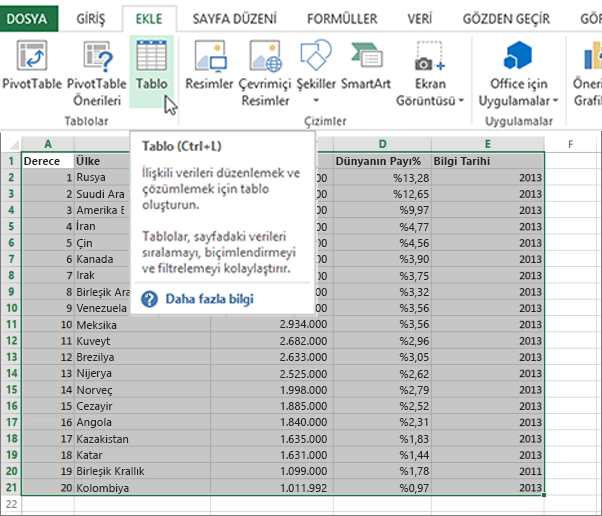 DOSYA GİRİŞ EKLE SAYFA DÜZENİ FORMÜLLER VERİ GÖZDEN GEÇİR GÖR
PivotTable PivotTable Tablo Resimler Çevrimiçi Şekiller SmartArt Ekran Office için Öneri
Önerileri Resimler Görüntüsü Uygulamalar Grafik
Tablolar Çizimler Uygulamalar
A D E F
1 Derece Ülke Dünyanın Payı% Bilgi Tarihi
Tablo (Ctrl+L)
İlişkili verileri düzenlemek ve
çözümlemek için tablo
oluşturun.
Tablolar, sayfadaki verileri
sıralamayı, biçimlendirmeyi
ve filtrelemeyi kolaylaştırır.
Daha fazla bilgi
2 1 Rusya 000 %13,28 2013
3 2 Suudi Ara 000 %12,65 2013
4 3 Amerika 000 %9,97 2013
5 4 İran 000 %4,77 2013
6 5 Çin 000 %4,56 2013
7 6 Kanada 000 %3,90 2013
8 7 Irak 000 %3,75 2013
9 8 Birleşik Ara 000 %3,32 2013
10 9 Venezuela 000 %3,56 2013
11 10 Meksika 2.934.000 %3,56 2013
12 11 Kuveyt 2.682.000 %2,96 2013
13 12 Brezilya 2.633.000 %3,05 2013
14 13 Nijerya 2.525.000 %2,62 2013
15 14 Norveç 1.998.000 %2,79 2013
16 15 Cezayir 1.885.000 %2,52 2013
17 16 Angola 1.840.000 %2,31 2013
18 17 Kazakistan 1.635.000 %1,83 2013
19 18 Katar 1.631.000 %1,44 2013
20 19 Birleşik Krallık 1.099.000 %1,78 2011
21 20 Kolombiya 1.011.992 %0,97 2013
22